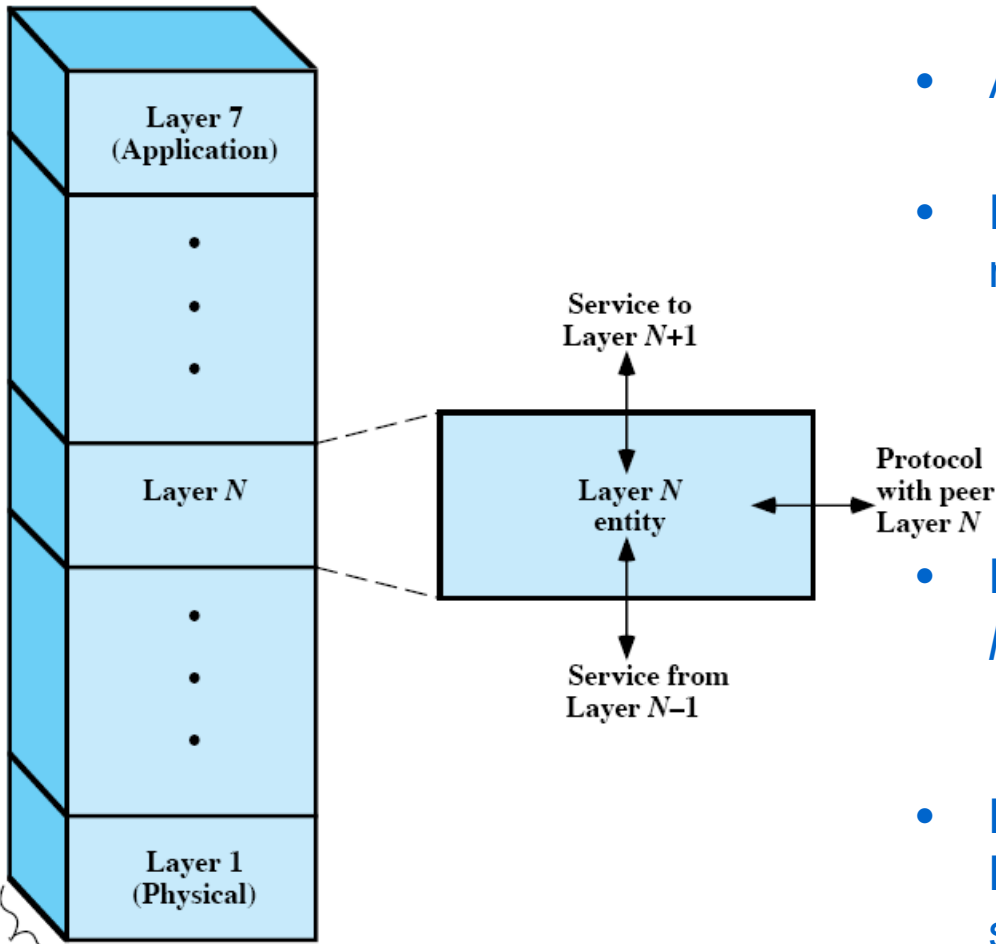 Layer 7
(Application)
Layer N
Layer 1
(Physical)
Service to
Layer N+1
Layer N
entity
Protocol
with peer
Layer N
Service from
Layer N–1